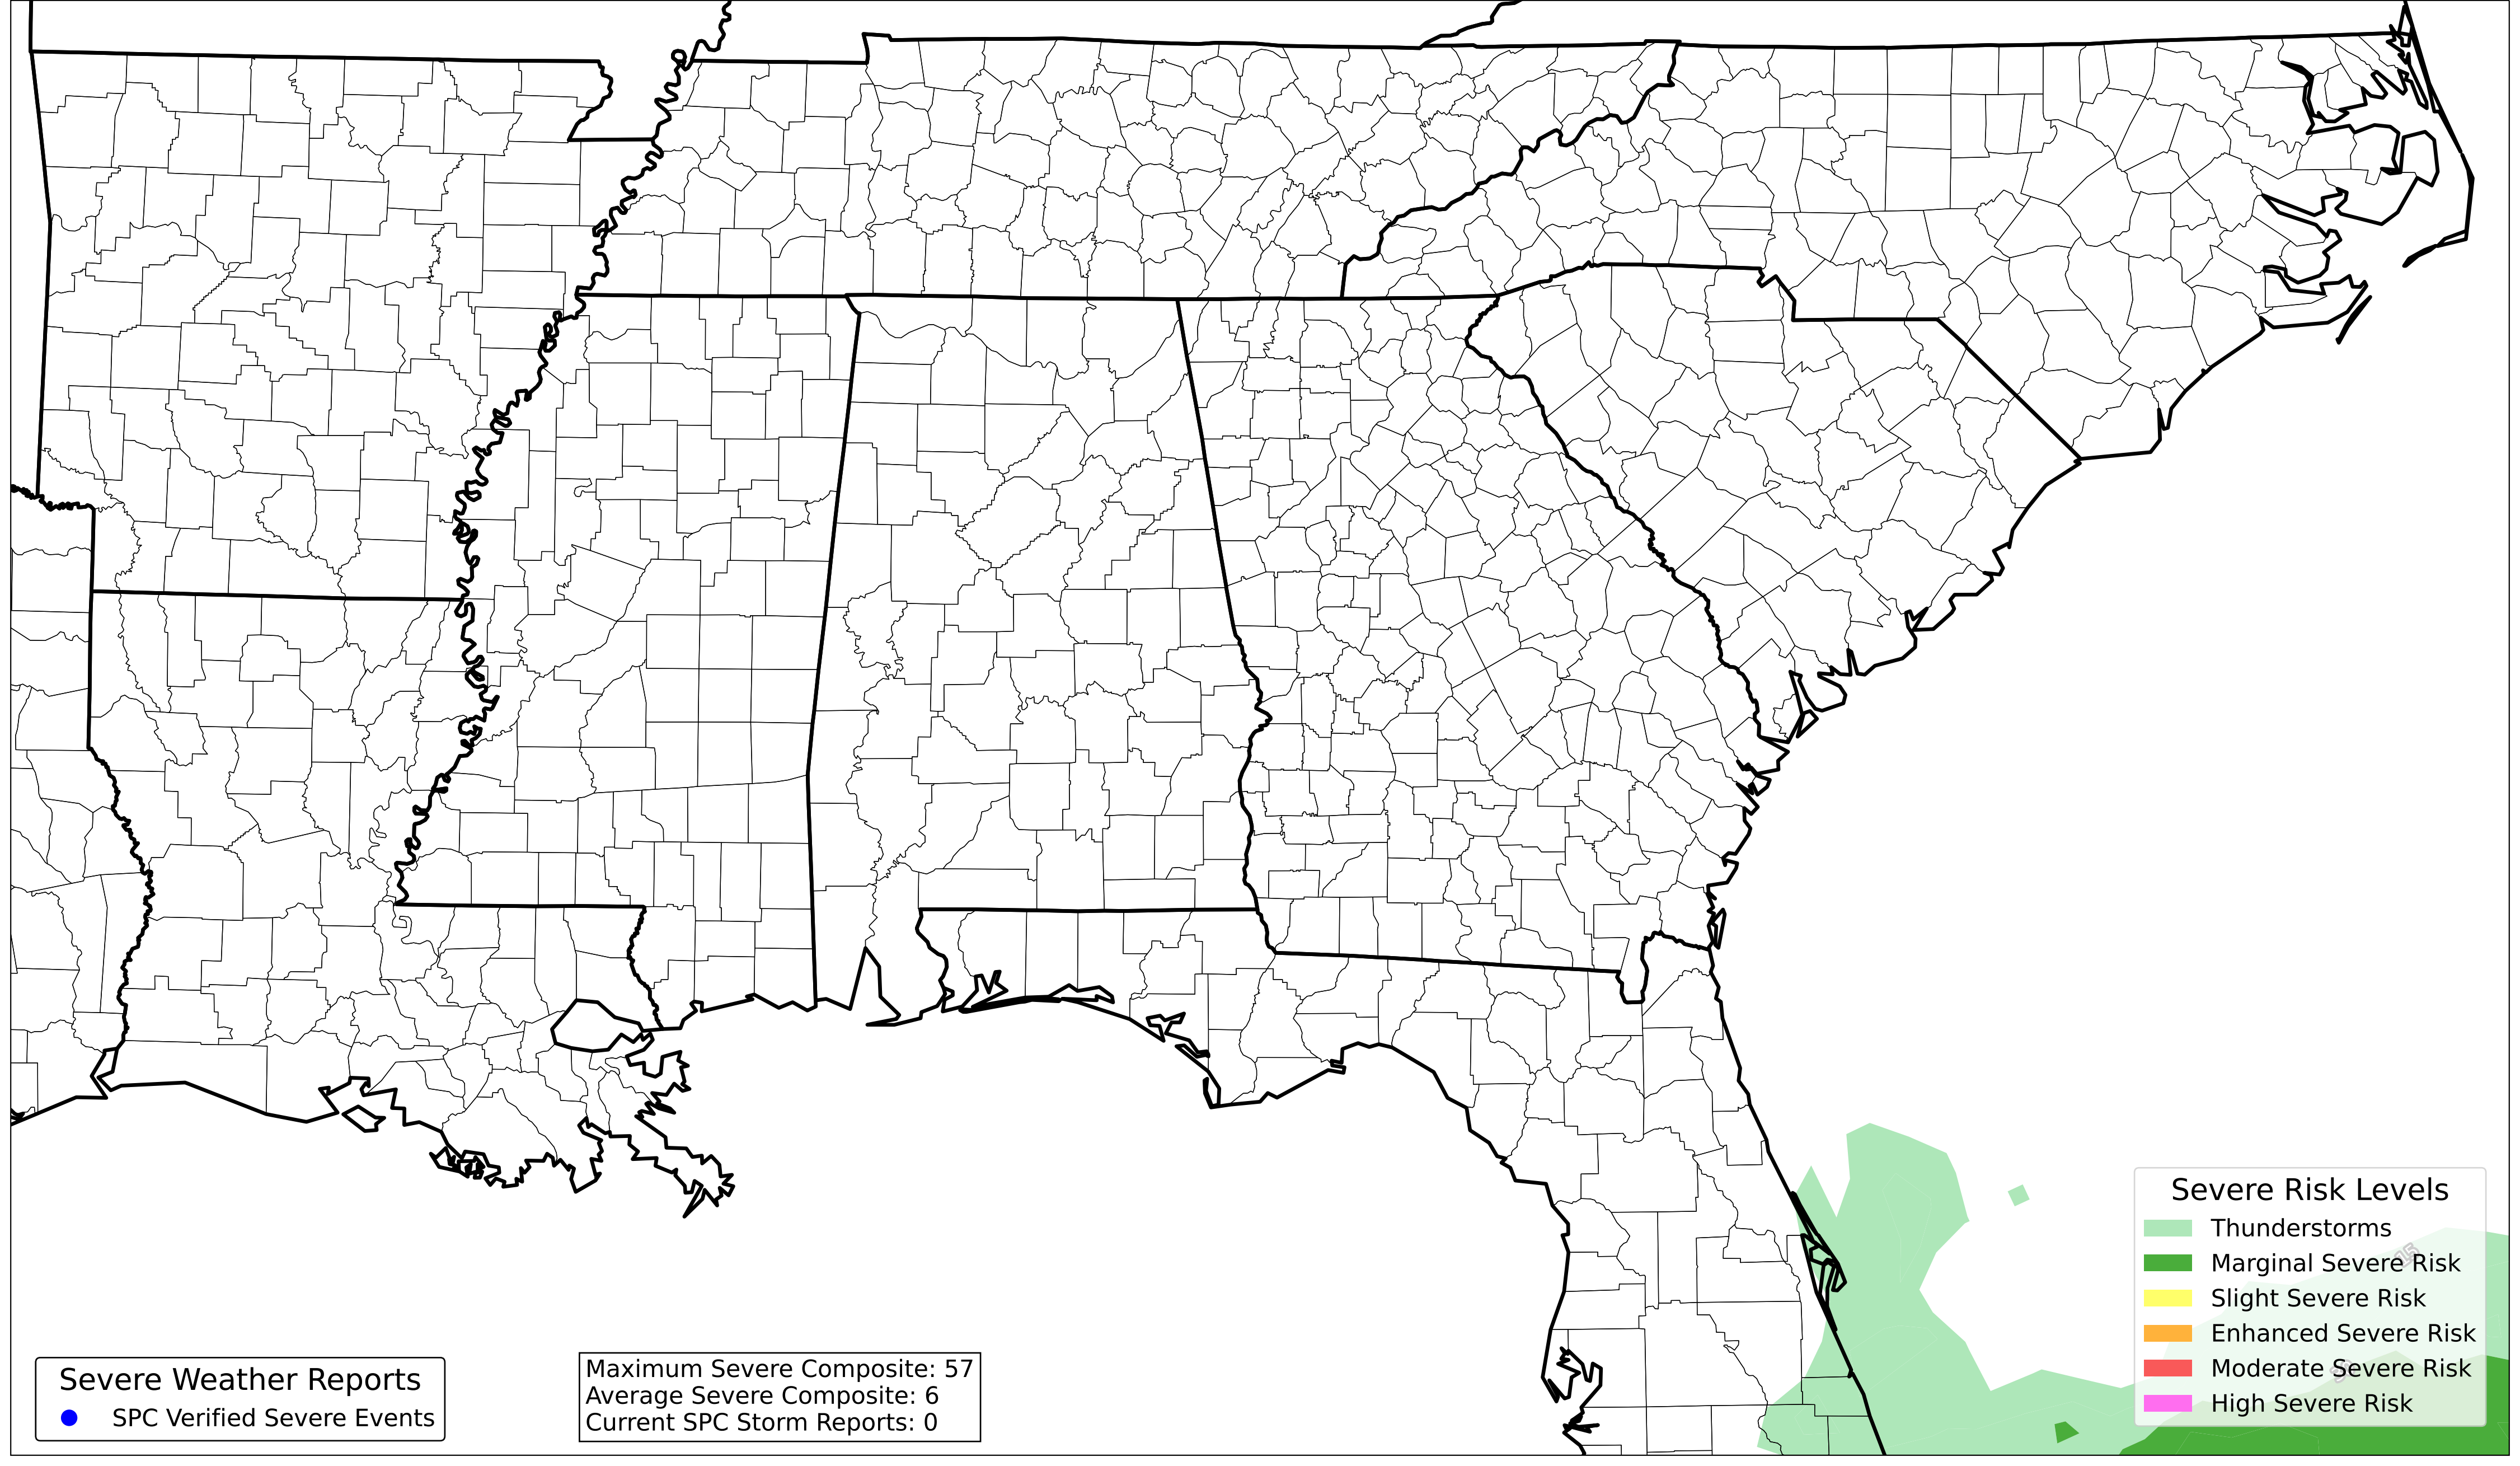 Severe Risk Levels
Thunderstorms
Marginal Severe Risk
Slight Severe Risk
Enhanced Severe Risk
Moderate Severe Risk
High Severe Risk
15
Severe Weather Reports
SPC Verified Severe Events
Maximum Severe Composite: 57
Average Severe Composite: 6
Current SPC Storm Reports: 0